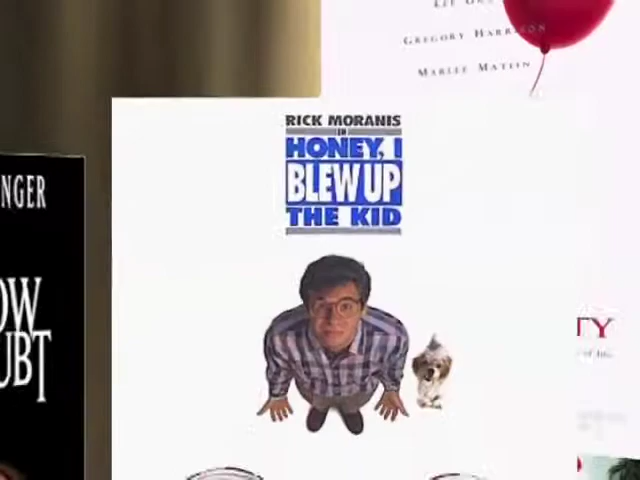 GREGORY HARRISON
MARLEE MATLIN
RICK MORANIS
IN
HONEY, I
BLEW UP
THE KID
NGER
OW
UBT
TY